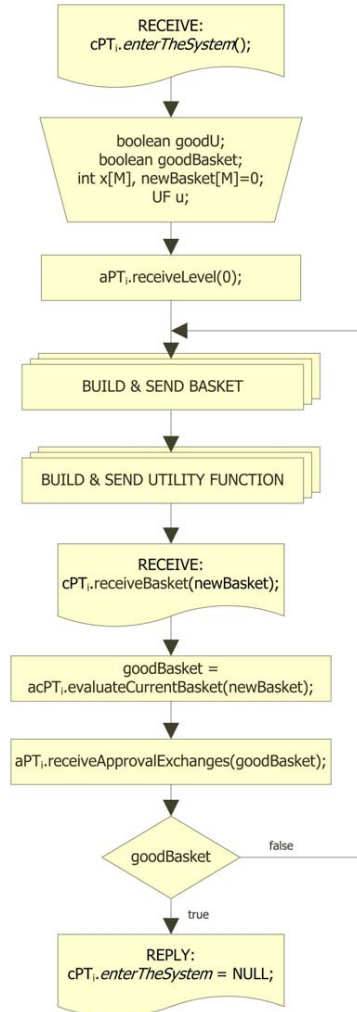 RECEIVE:
cPTᵢ.enterTheSystem();
boolean goodU;
boolean goodBasket;
int x[M], newBasket[M]=0;
UF u;
aPTᵢ.receiveLevel(0);
BUILD & SEND BASKET
BUILD & SEND UTILITY FUNCTION
RECEIVE:
cPTᵢ.receiveBasket(newBasket);
goodBasket =
acPTᵢ.evaluateCurrentBasket(newBasket);
aPTᵢ.receiveApprovalExchanges(goodBasket);
goodBasket
false
true
REPLY:
cPTᵢ.enterTheSystem = NULL;